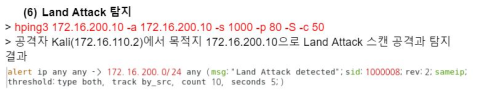 (6) Land Attack 탐지
> hping3 172.16.200.10 -a 172.16.200.10 -s 1000 -p 80 -S -c 50
> 공격자 Kali(172.16.110.2)에서 목적지 172.16.200.10으로 Land Attack 스캔 공격과 탐지
결과
alert ip any any -> 172.16.200.0/24 any (msg:"Land Attack detected"; sid:1000008; rev:2; sameip;
threshold:type both, track by_src, count 10, seconds 5;)